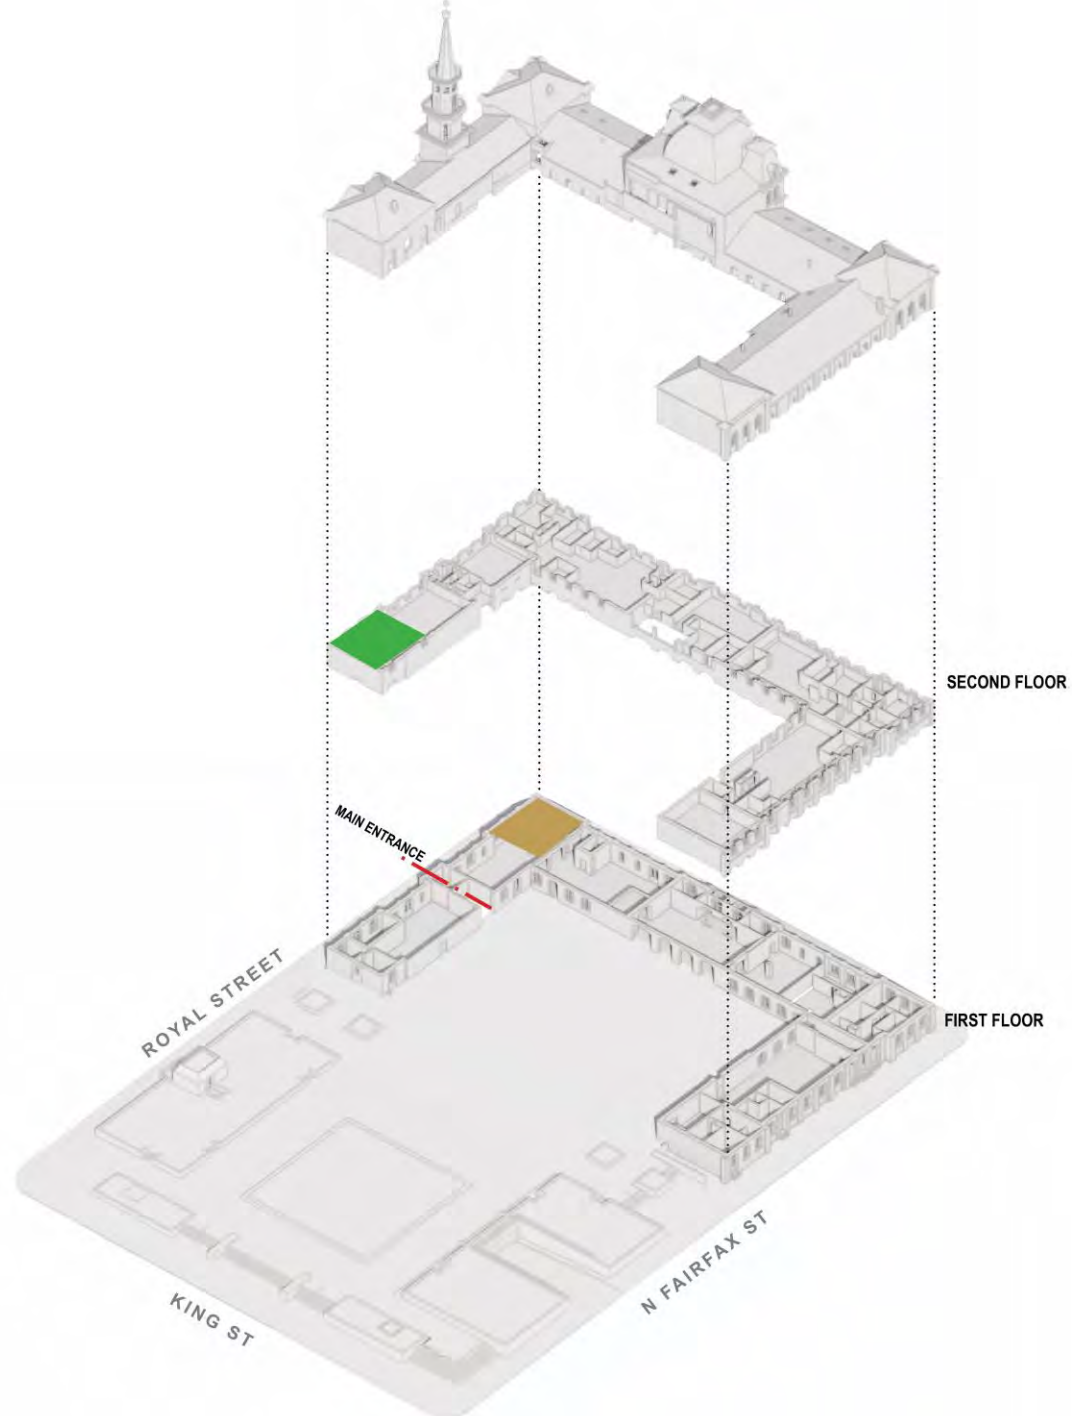 SECOND FLOOR
MAIN ENTRANCE
FIRST FLOOR
ROYAL STREET
N FAIRFAX ST
KING ST